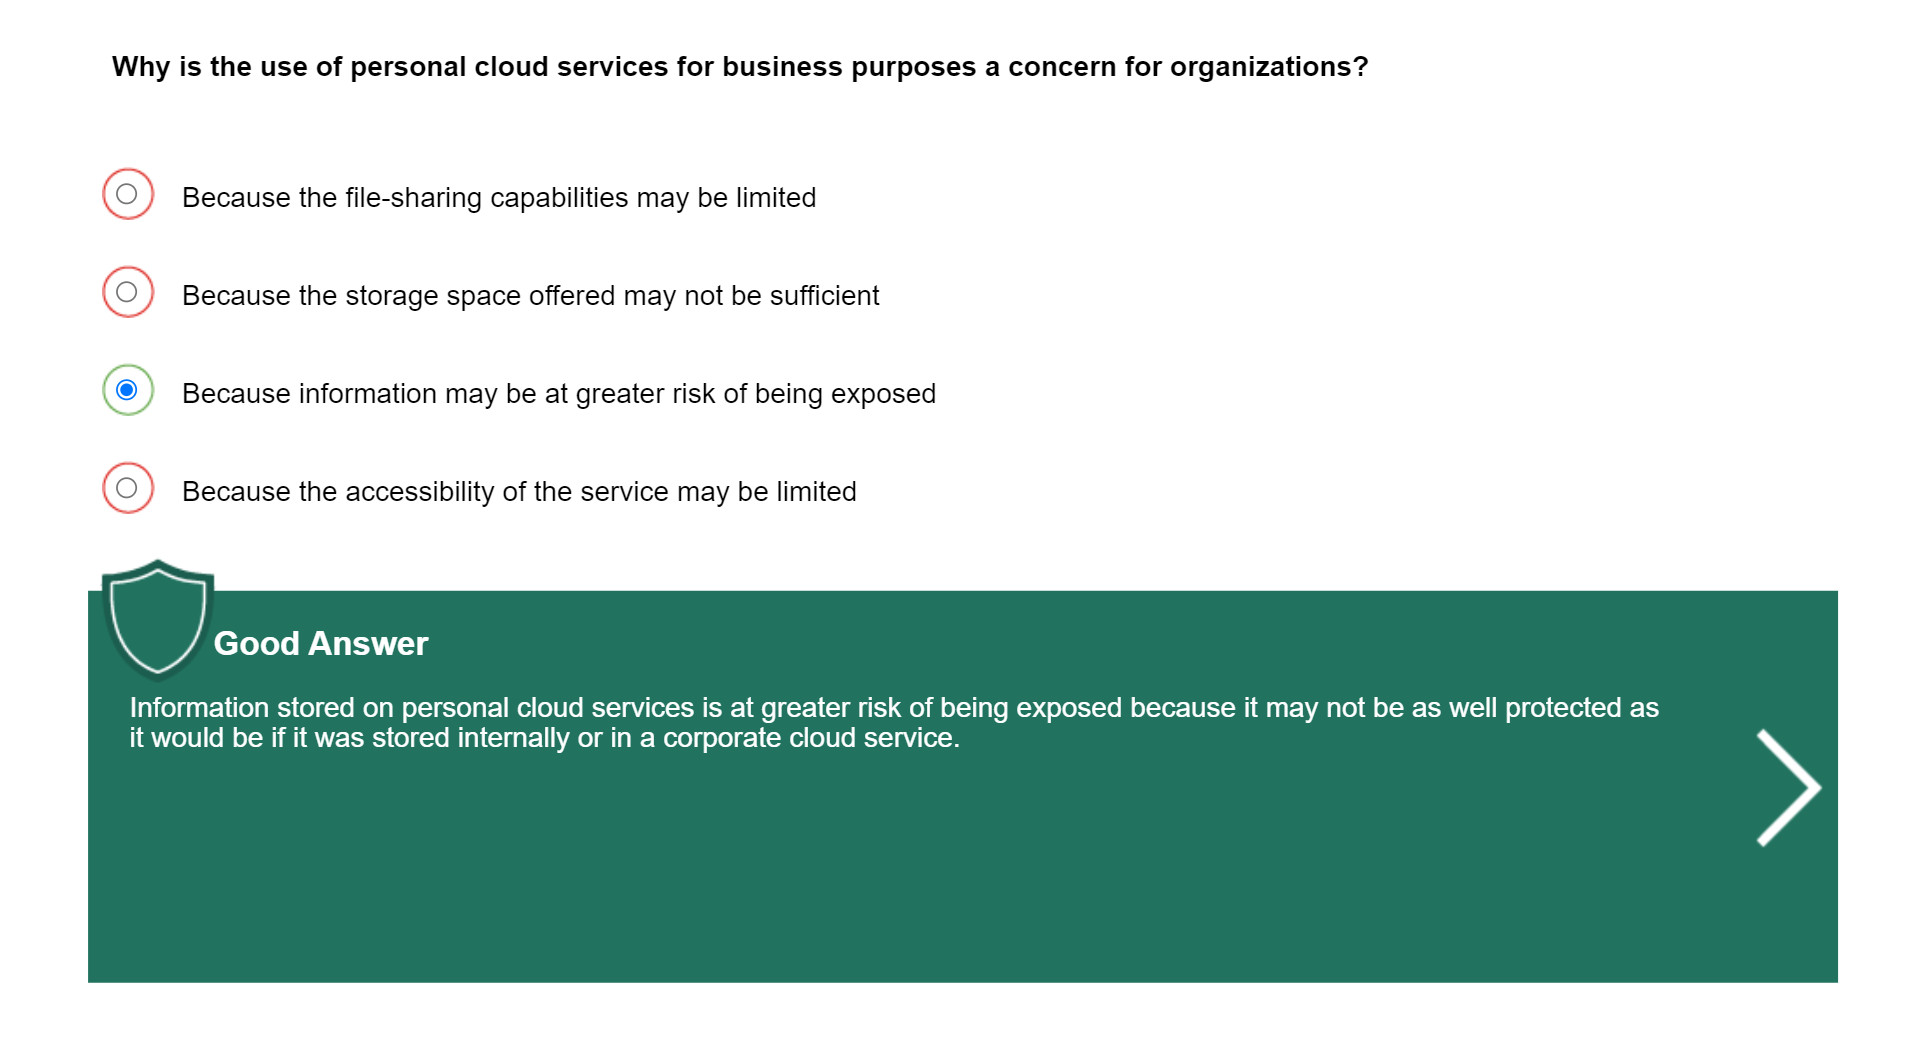 Why is the use of personal cloud services for business purposes a concern for organizations?
Because the file-sharing capabilities may be limited
Because the storage space offered may not be sufficient
Because information may be at greater risk of being exposed
Because the accessibility of the service may be limited
Good Answer
Information stored on personal cloud services is at greater risk of being exposed because it may not be as well protected as
it would be if it was stored internally or in a corporate cloud service.